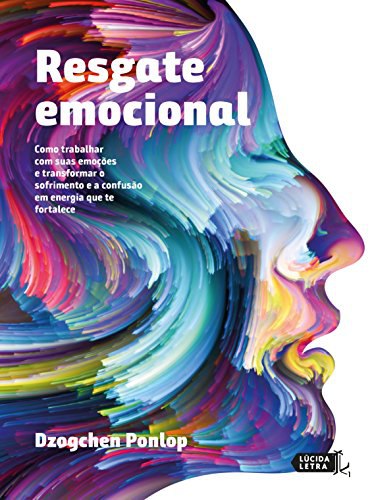 Resgate
emocional
Como trabalhar
com suas emoções
e transformar o
sofrimento e a confusão
em energia que te
fortalece
Dzogchen Ponlop
LÚCIDA
LETRA